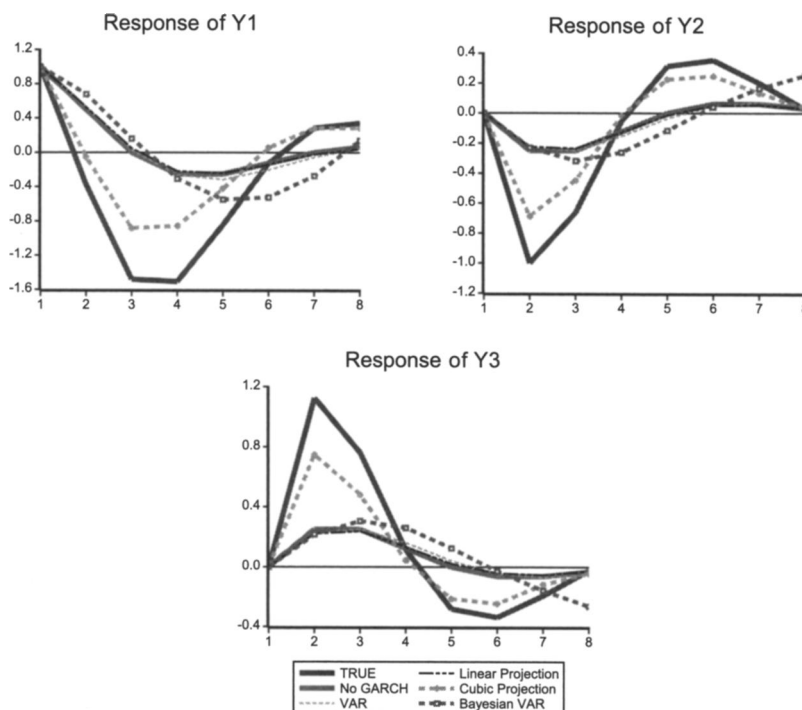 Response of Y1
1.2
0.8
0.4
0.0
-0.4
-0.8
-1.2
-1.6
1 2 3 4 5 6 7 8
Response of Y2
0.4
0.2
0.0
-0.2
-0.4
-0.6
-0.8
-1.0
-1.2
1 2 3 4 5 6 7
Response of Y3
1.2
0.8
0.4
0.0
-0.4
1 2 3 4 5 6 7 8
TRUE
No GARCH
VAR
Linear Projection
Cubic Projection
Bayesian VAR